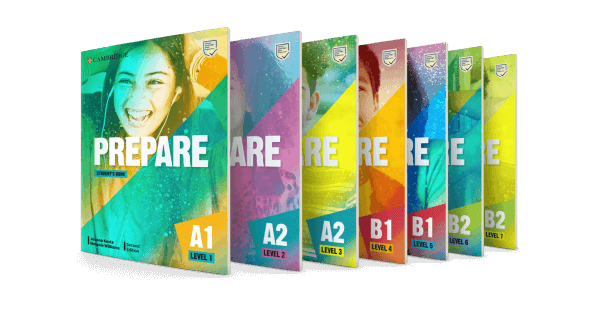 CAMBRIDGE
PREPARE
STUDENT'S BOOK
A1
LEVEL 1
Second
Edition
ARE
A2
LEVEL 2
ARE
A2
LEVEL 3
RE
B1
LEVEL 4
RE
B1
LEVEL 5
E
B2
LEVEL 6
E
B2
LEVEL 7